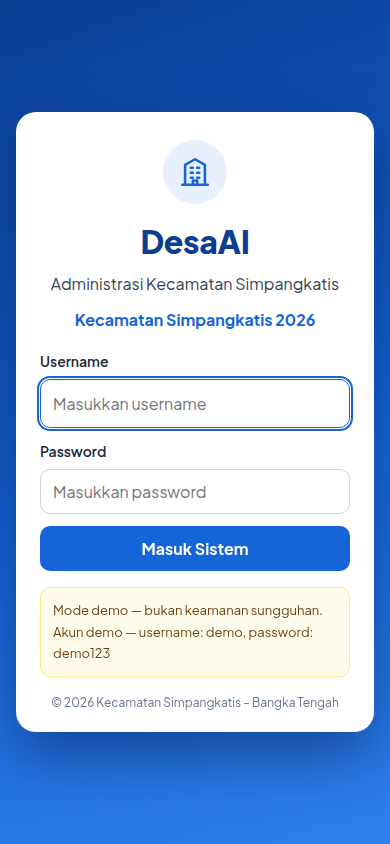 DesaAI
Administrasi Kecamatan Simpangkatis
Kecamatan Simpangkatis 2026
Username
Masukkan username
Password
Masukkan password
Masuk Sistem
Mode demo — bukan keamanan sungguhan.
Akun demo — username: demo, password:
demo123
© 2026 Kecamatan Simpangkatis – Bangka Tengah